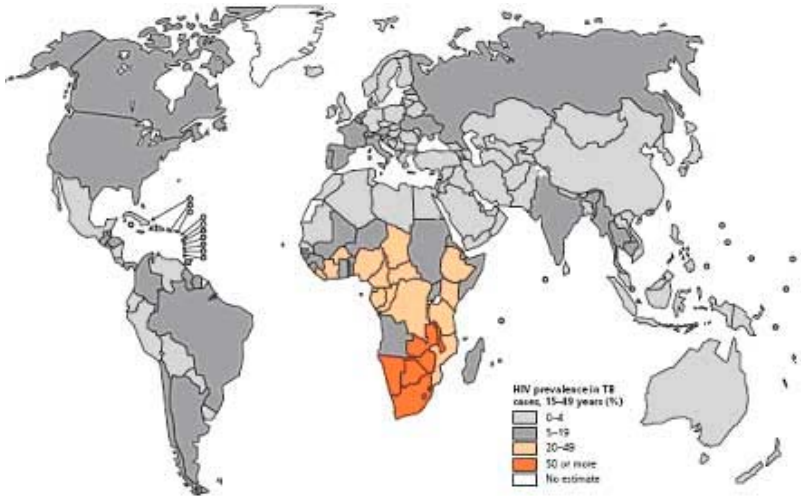 HIV prevalence in TB
cases, 15–49 years (%)
0–4
5–19
20–49
50 or more
No estimate